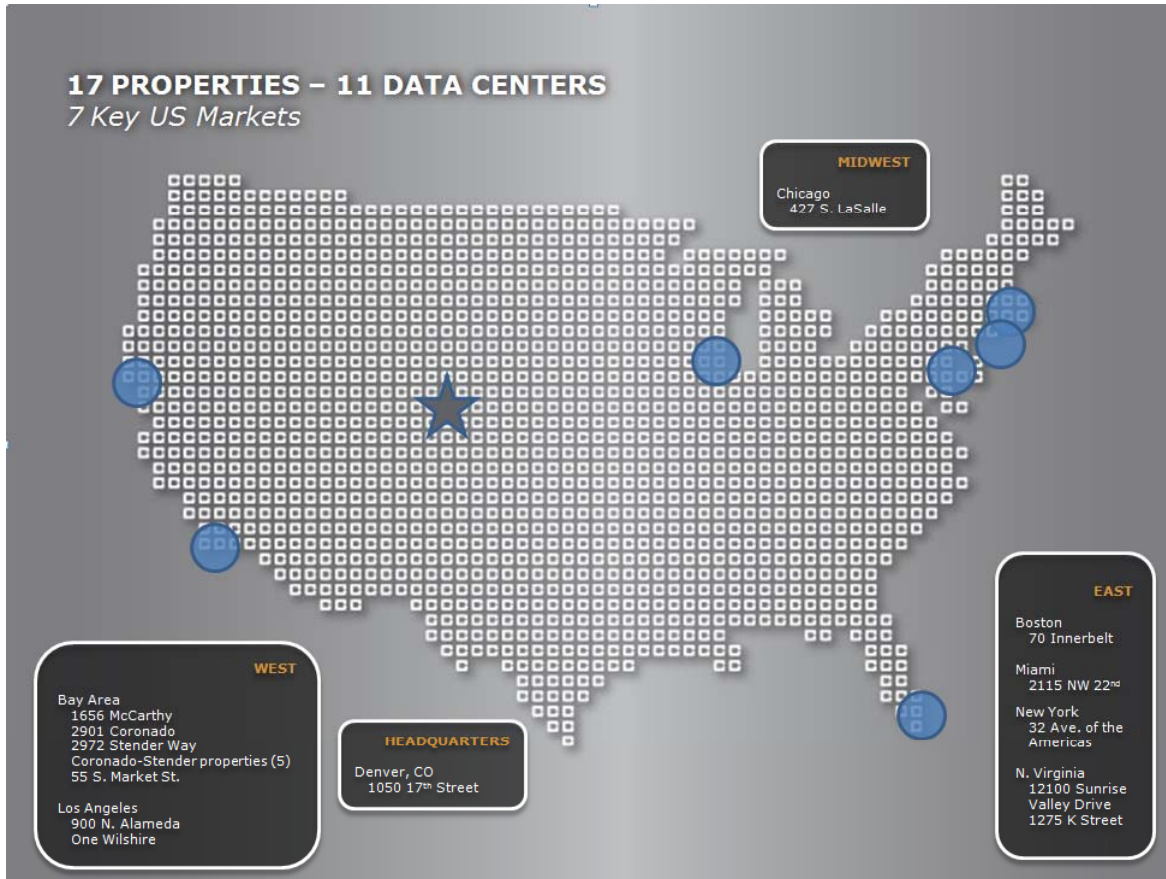 17 PROPERTIES – 11 DATA CENTERS
7 Key US Markets
MIDWEST
Chicago
427 S. LaSalle
WEST
Bay Area
1656 McCarthy
2901 Coronado
2972 Stender Way
Coronado-Stender properties (5)
55 S. Market St.
Los Angeles
900 N. Alameda
One Wilshire
HEADQUARTERS
Denver, CO
1050 17th Street
EAST
Boston
70 Innerbelt
Miami
2115 NW 22nd
New York
32 Ave. of the
Americas
N. Virginia
12100 Sunrise
Valley Drive
1275 K Street